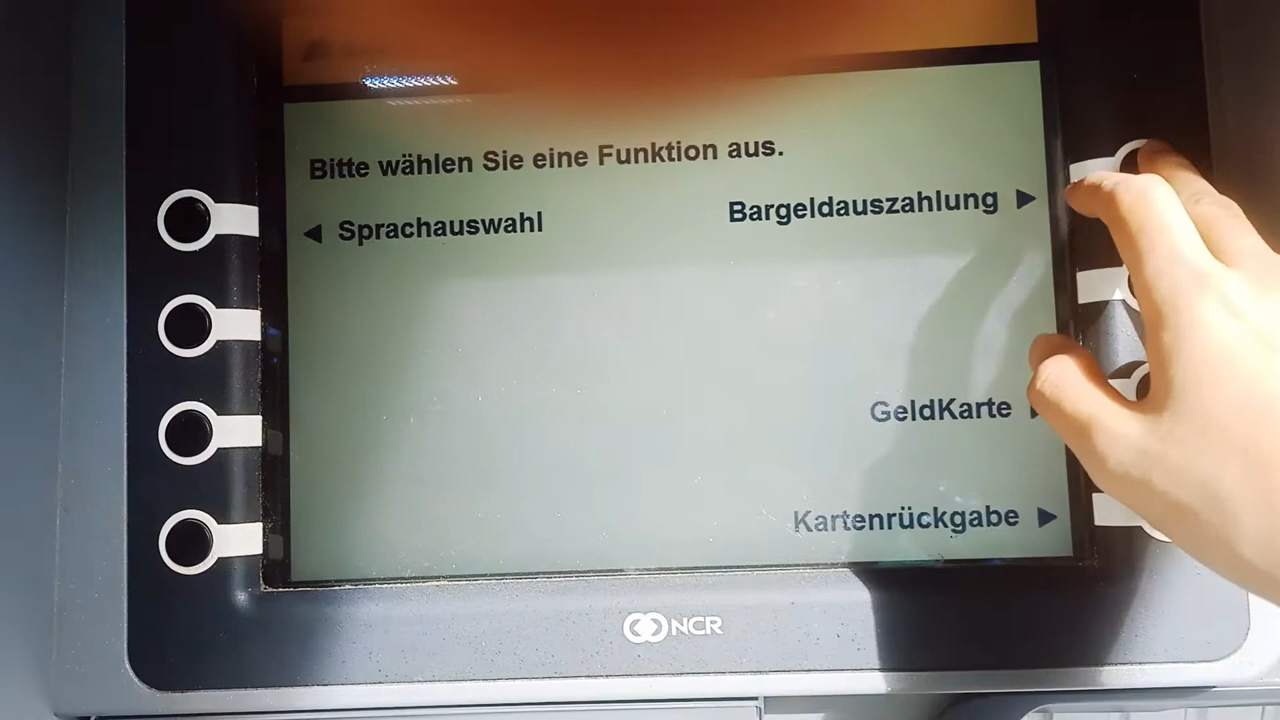 Bitte wählen Sie eine Funktion aus.
Sprachauswahl
Bargeldauszahlung
GeldKarte
Kartenrückgabe
NCR